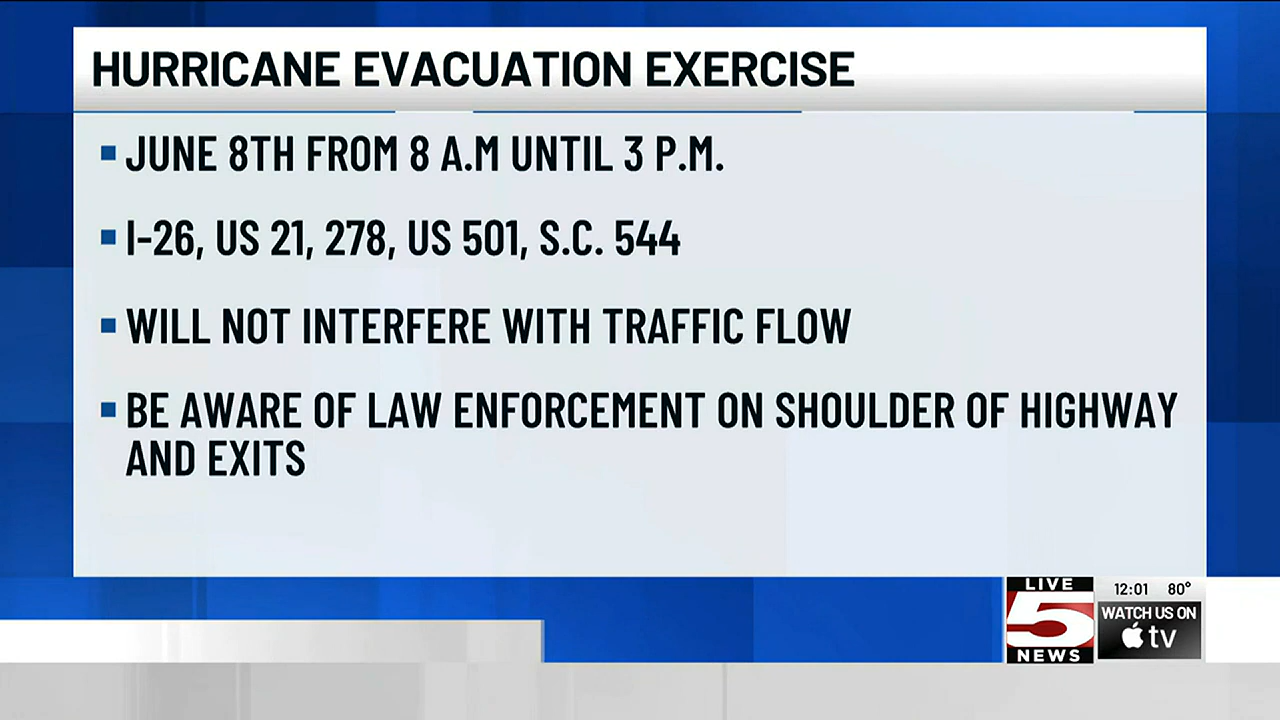 HURRICANE EVACUATION EXERCISE
JUNE 8TH FROM 8 A.M UNTIL 3 P.M.
I-26, US 21, 278, US 501, S.C. 544
WILL NOT INTERFERE WITH TRAFFIC FLOW
BE AWARE OF LAW ENFORCEMENT ON SHOULDER OF HIGHWAY
AND EXITS
LIVE
5
NEWS
12:01 80°
WATCH US ON
tv